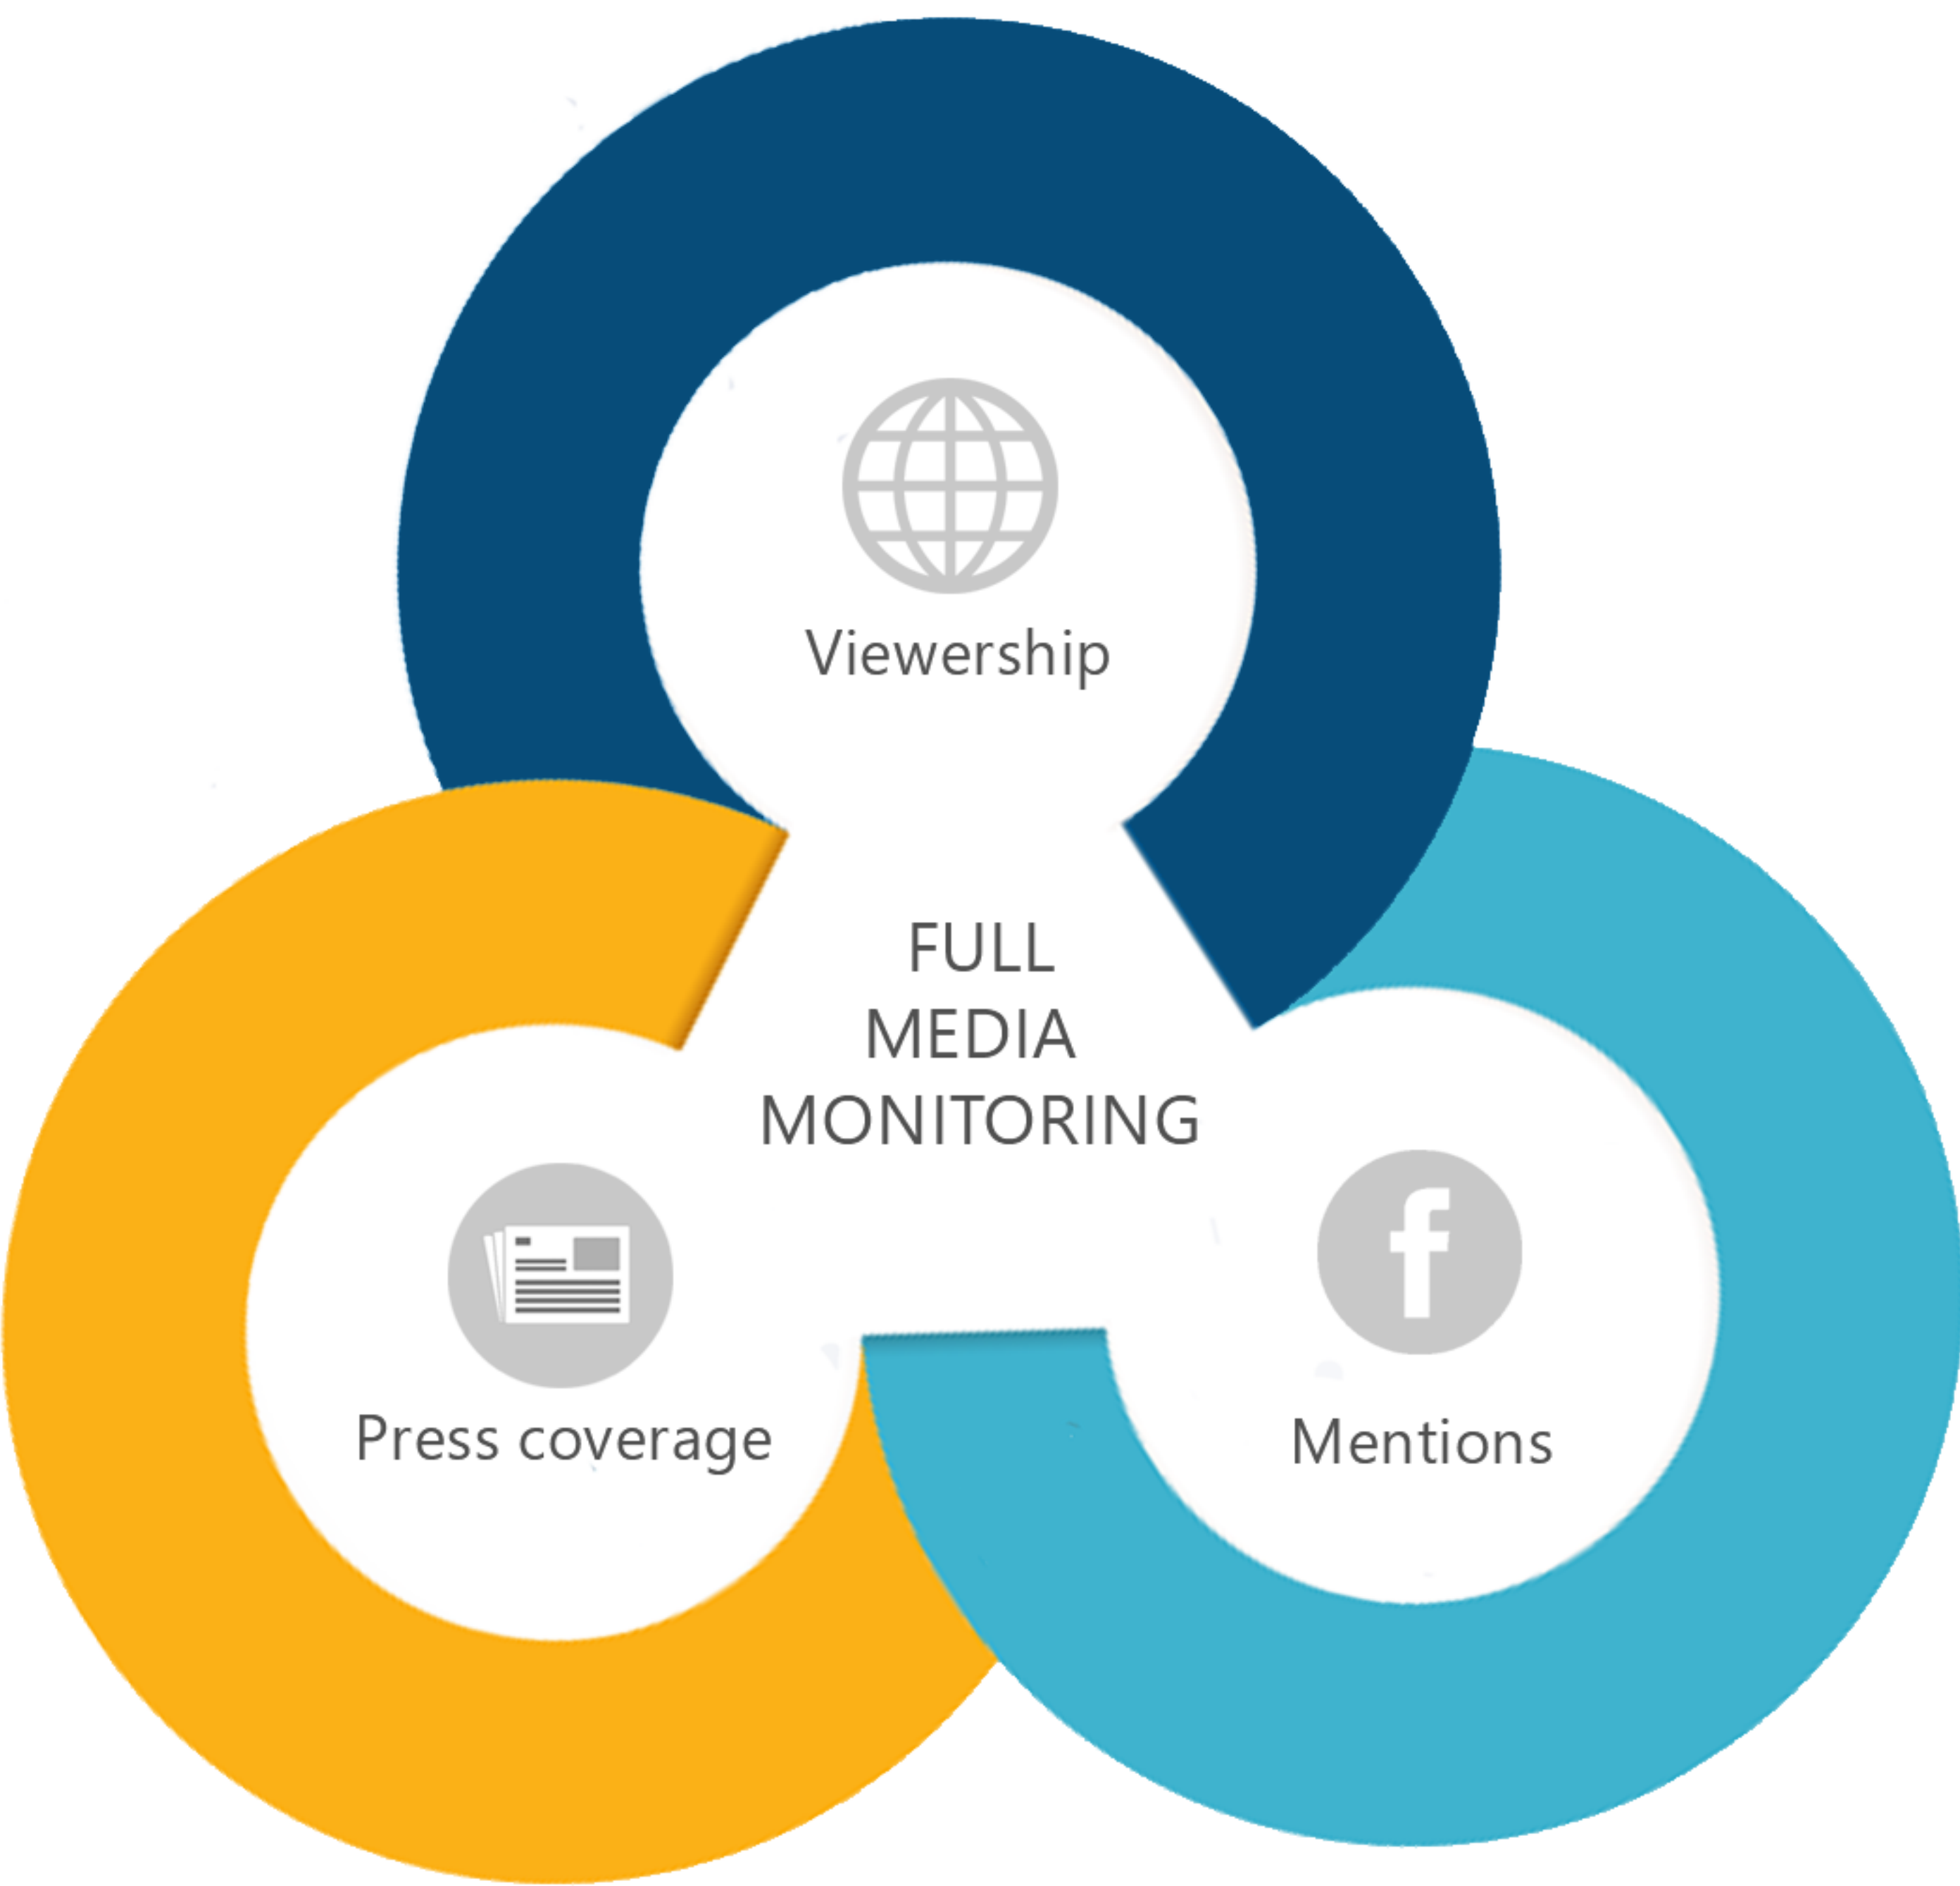 Viewership
FULL
MEDIA
MONITORING
Press coverage
Mentions